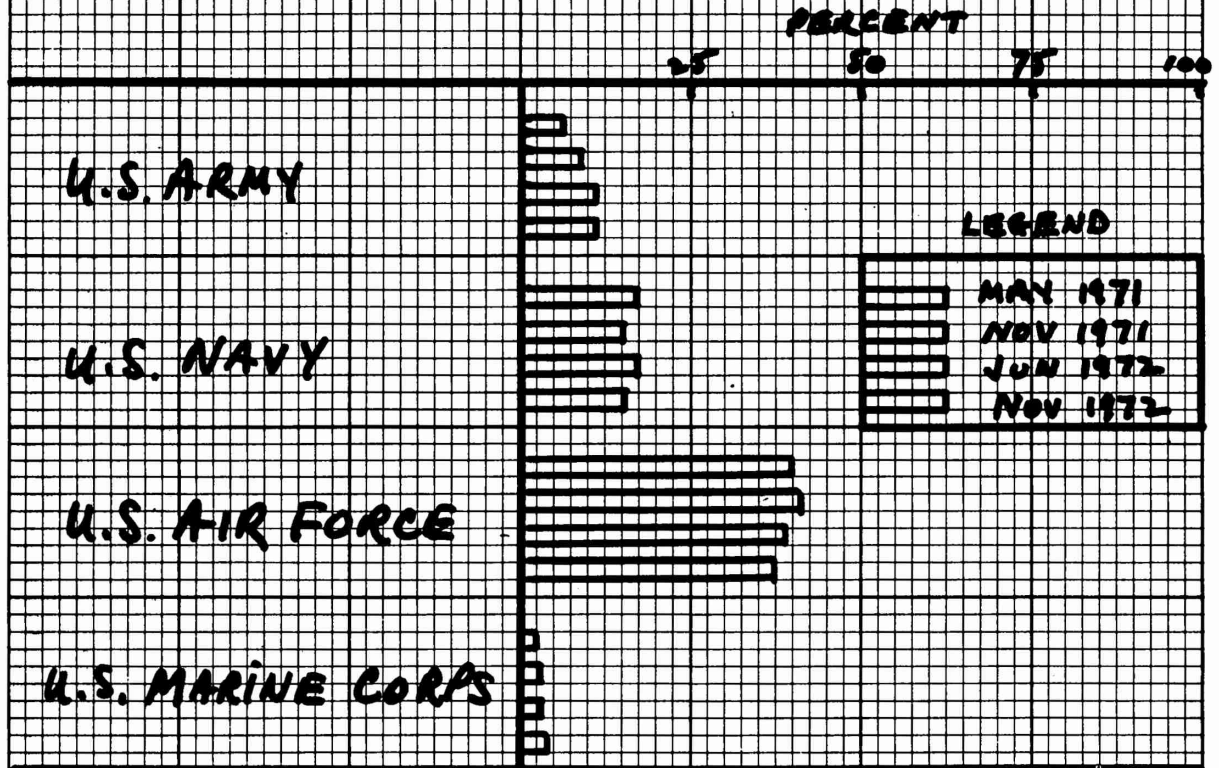 PERCENT
25 50 75 100
U.S. ARMY
LEGEND
MAY 1971
NOV 1971
JUN 1972
NOV 1972
U.S. NAVY
U.S. AIR FORCE
U.S. MARINE CORPS